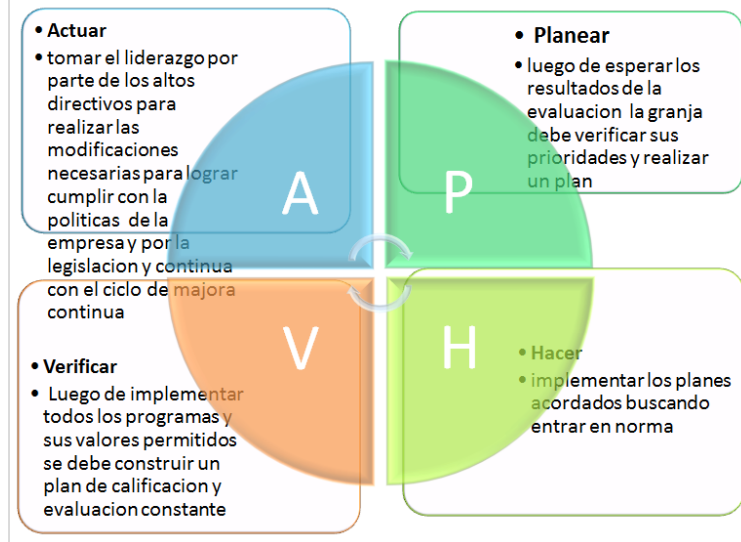 • Actuar
• tomar el liderazgo por
parte de los altos
directivos para
realizar las
modificaciones
necesarias para lograr
cumplir con la
politicas de la
empresa y por la
legislacion y continua
con el ciclo de majora
continua
• Planear
• luego de esperar los
resultados de la
evaluacion la granja
debe verificar sus
prioridades y realizar
un plan
A
P
V
H
• Verificar
• Luego de implementar
todos los programas y
sus valores permitidos
se debe construir un
plan de calificacion y
evaluacion constante
• Hacer
• implementar los planes
acordados buscando
entrar en norma